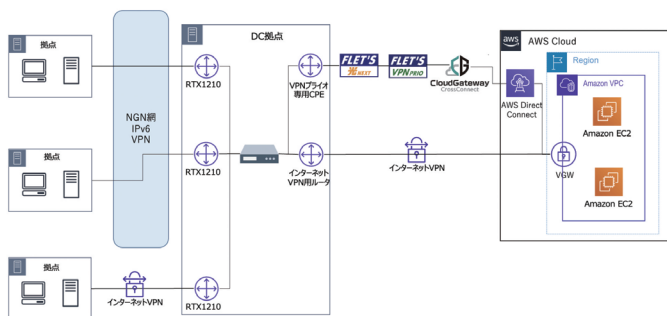 拠点
拠点
拠点
NGN網
IPv6
VPN
インターネットVPN
DC拠点
RTX1210
RTX1210
RTX1210
VPNプライオ
専用CPE
インターネット
VPN用ルータ
FLET'S
光NEXT
FLET'S
VPN PRIO
CloudGateway
CrossConnect
インターネットVPN
aws
AWS Cloud
AWS Direct
Connect
Region
Amazon VPC
Amazon EC2
Amazon EC2
VGW